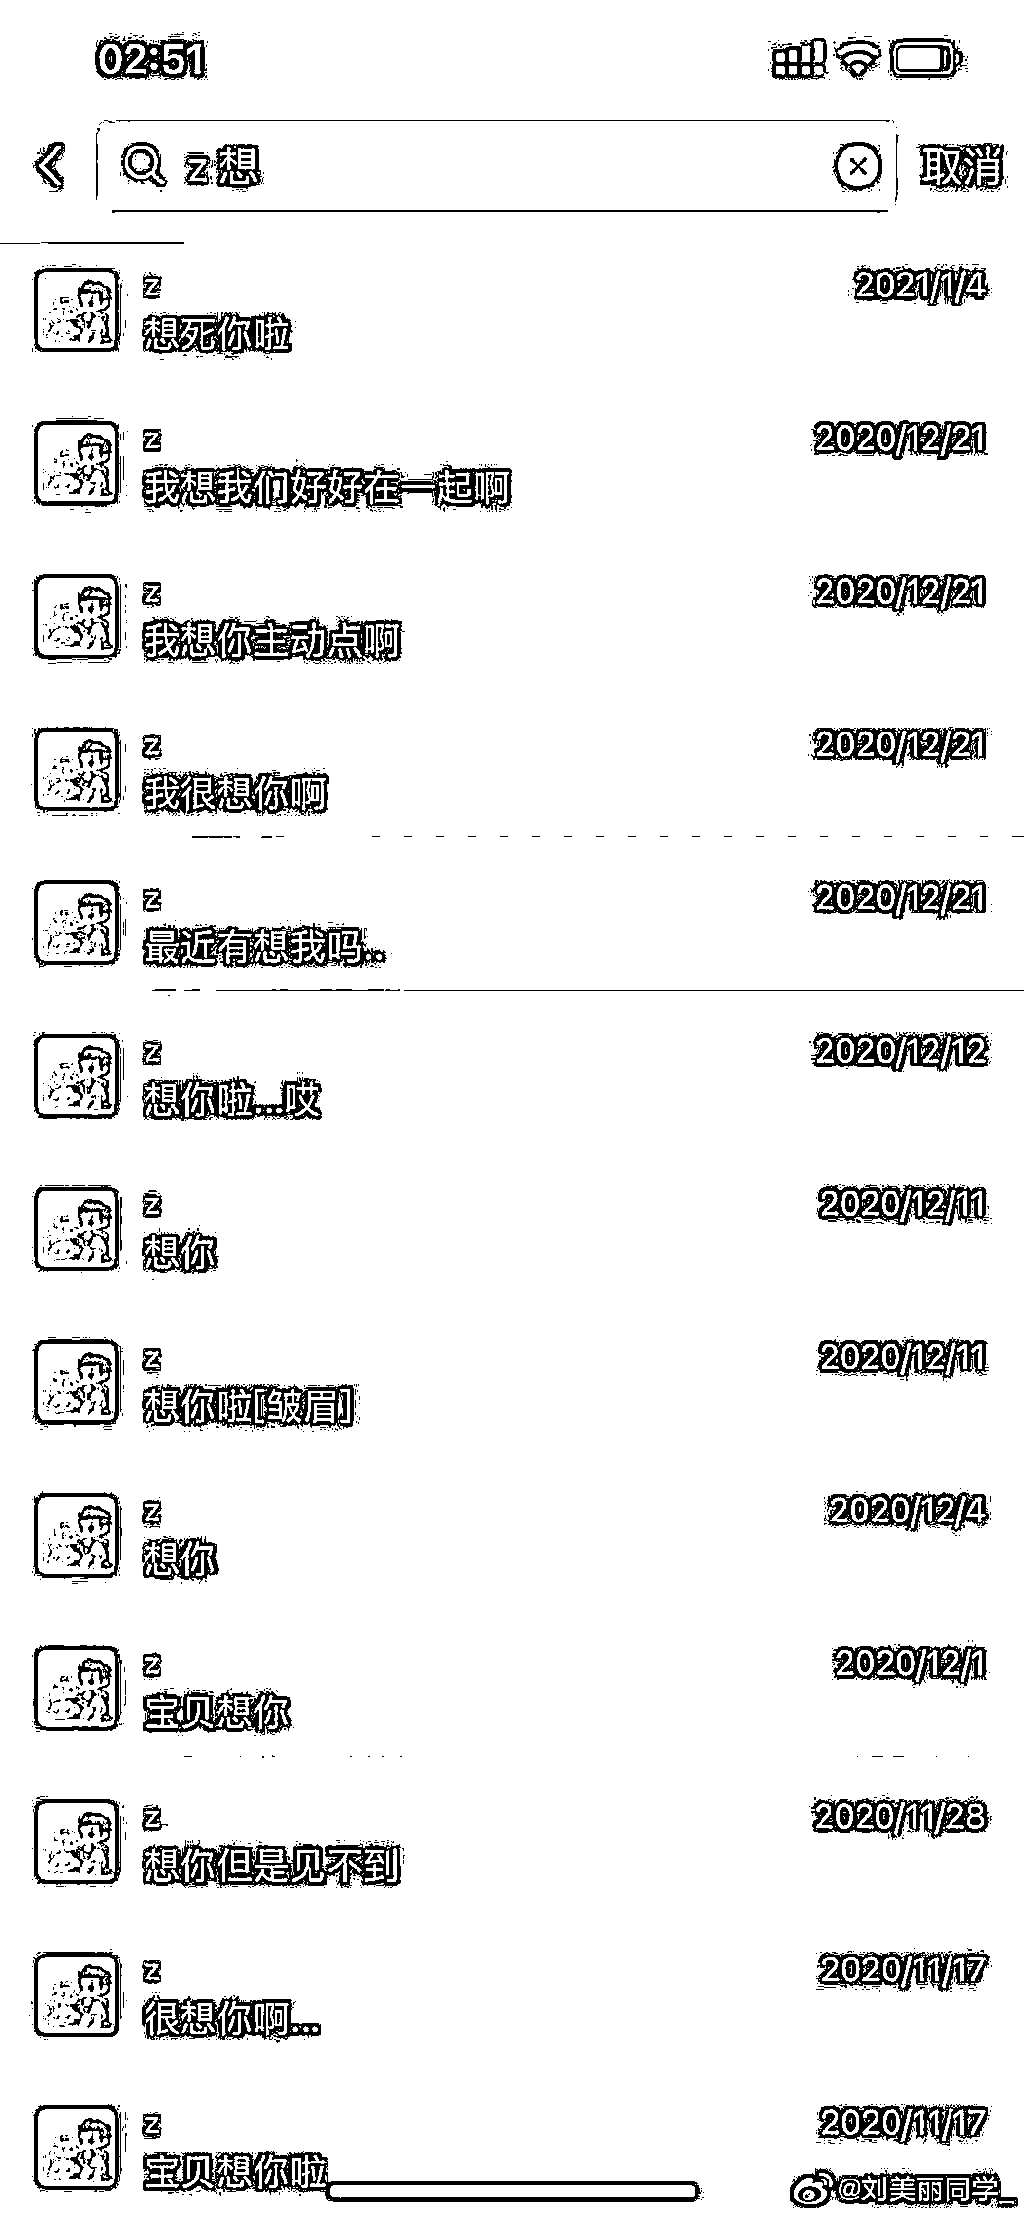 02:51
z 想
取消
z
2021/1/4
想死你啦
z
2020/12/21
我想我们好好在一起啊
z
2020/12/21
我想你主动点啊
z
2020/12/21
我很想你啊
z
2020/12/21
最近有想我吗..
z
2020/12/12
想你啦...哎
z
2020/12/11
想你
z
2020/12/11
想你啦[皱眉]
z
2020/12/4
想你
z
2020/12/1
宝贝想你
z
2020/11/28
想你但是见不到
z
2020/11/17
很想你啊...
z
2020/11/17
宝贝想你啦
@刘美丽同学_